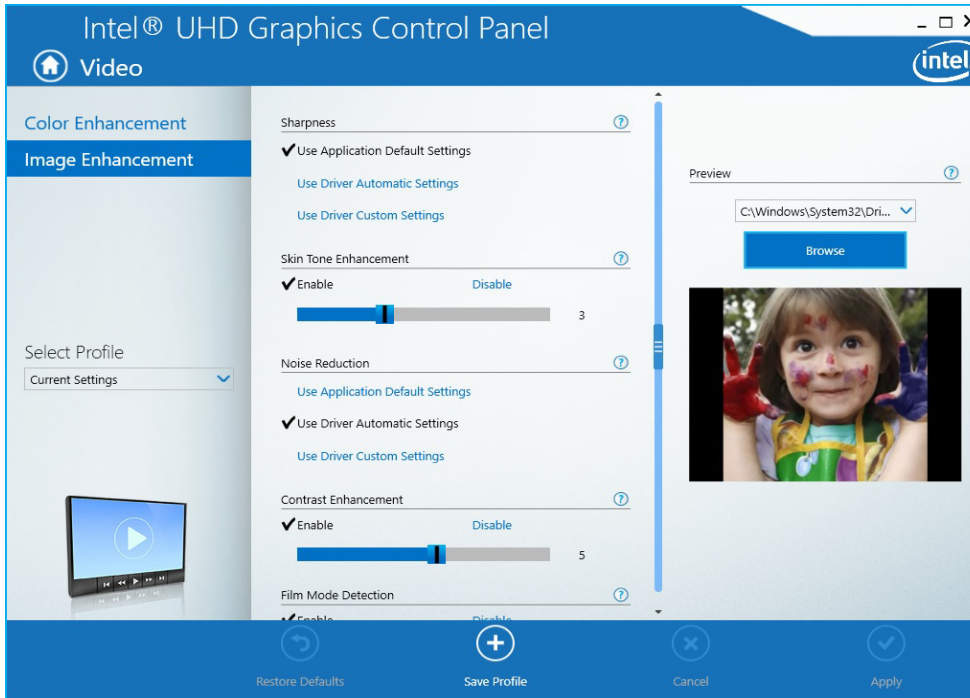 Intel® UHD Graphics Control Panel
Video
intel
Color Enhancement
Image Enhancement
Select Profile
Current Settings
Sharpness
Use Application Default Settings
Use Driver Automatic Settings
Use Driver Custom Settings
Skin Tone Enhancement
Enable Disable
3
Noise Reduction
Use Application Default Settings
Use Driver Automatic Settings
Use Driver Custom Settings
Contrast Enhancement
Enable Disable
5
Film Mode Detection
Enable Disable
Preview
C:\Windows\System32\Dri...
Browse
Restore Defaults Save Profile Cancel Apply